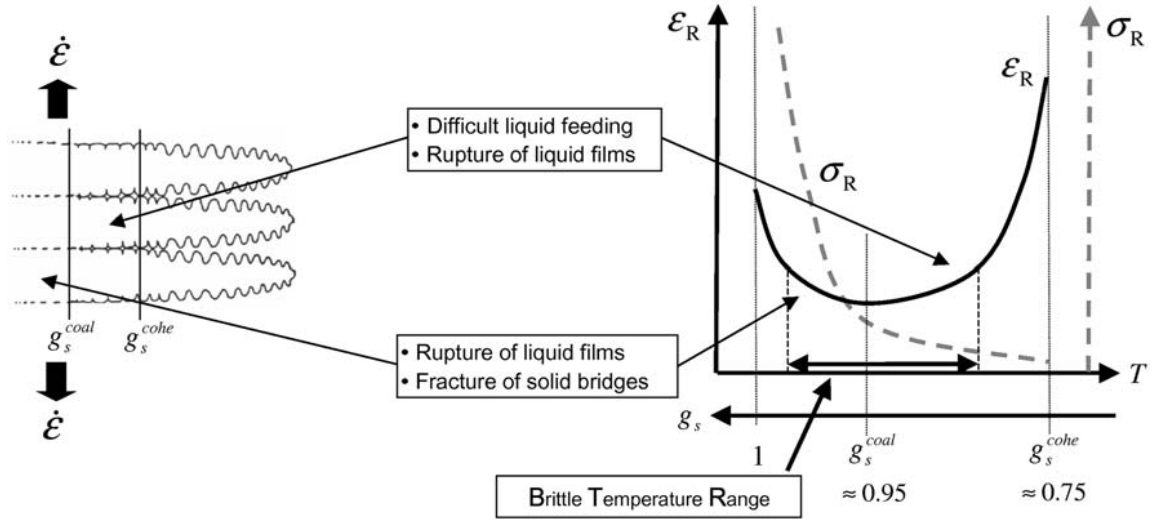 ε̇
• Difficult liquid feeding
• Rupture of liquid films
g_s^coal g_s^cohe
• Rupture of liquid films
• Fracture of solid bridges
ε̇
ε_R
σ_R
ε_R
σ_R
T
g_s
1 g_s^coal g_s^cohe
≈ 0.95 ≈ 0.75
Brittle Temperature Range